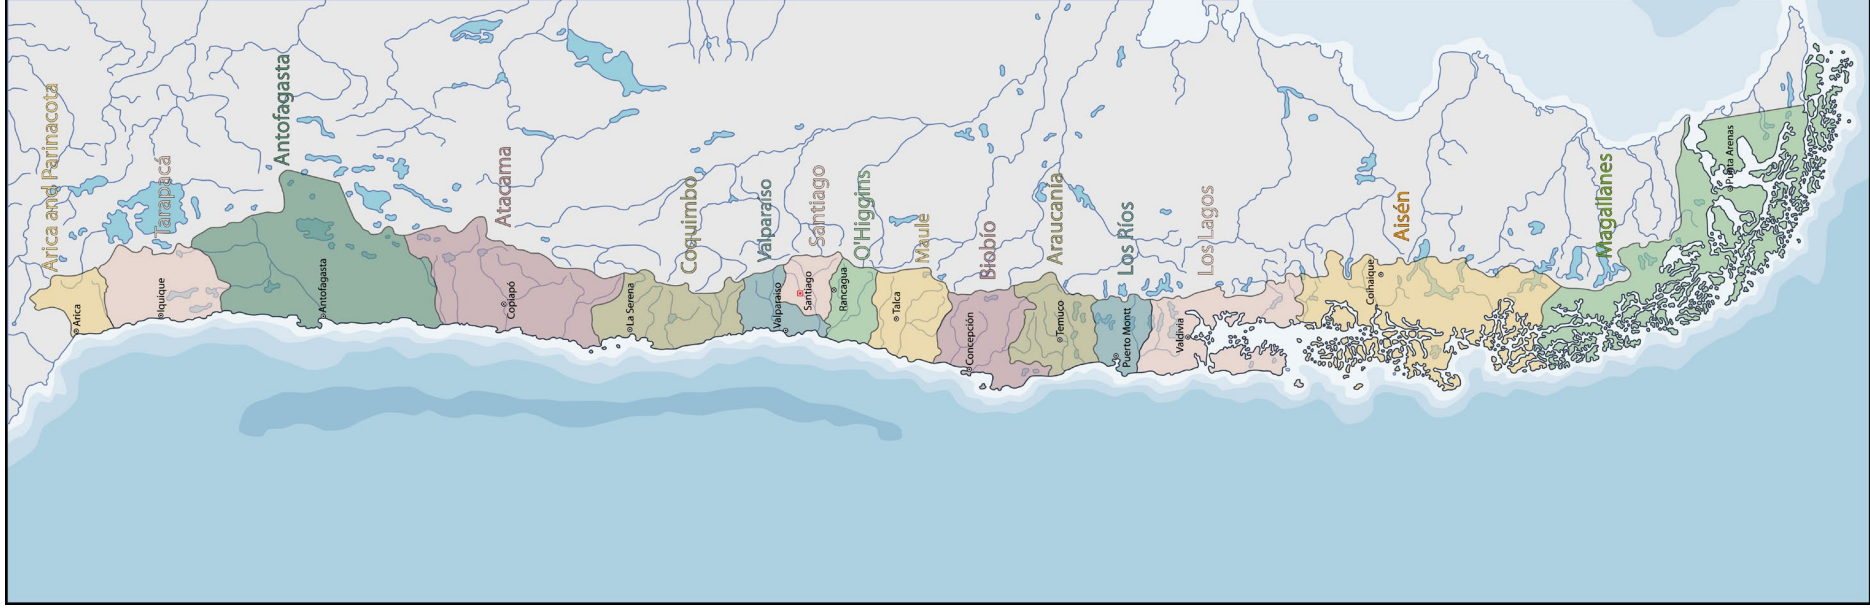 Arica and Parinacota
Tarapacá
Antofagasta
Atacama
Coquimbo
Valparaíso
Santiago
O'Higgins
Maule
Biobío
Araucanía
Los Ríos
Los Lagos
Aisén
Magallanes
Arica
Iquique
Antofagasta
Copiapó
La Serena
Valparaíso
Santiago
Rancagua
Talca
Concepción
Temuco
Puerto Montt
Valdivia
Coihaique
Punta Arenas